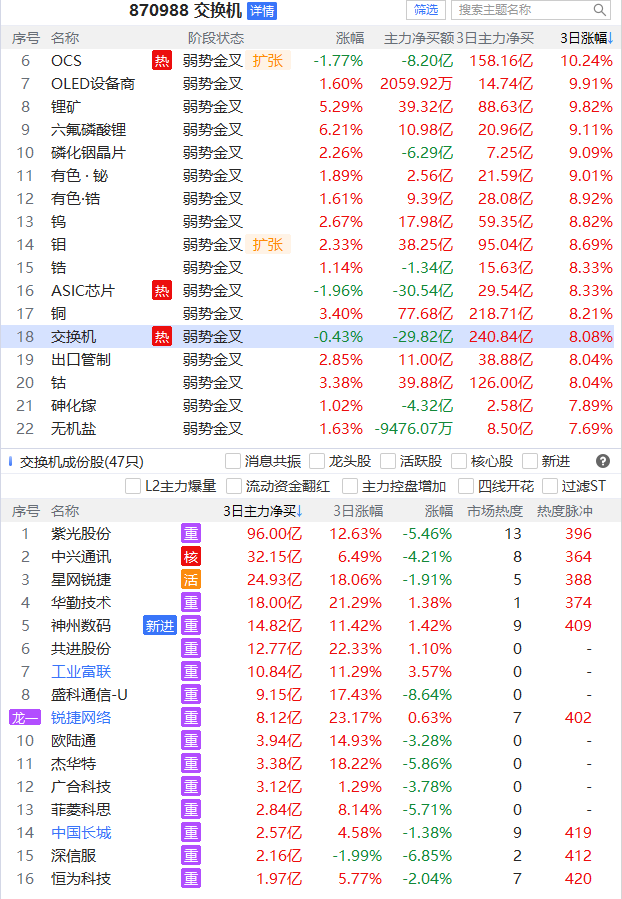 870988 交换机 详情 筛选 搜索主题名称
序号 名称 阶段状态 涨幅 主力净买额 3日主力净买 3日涨幅↓
6 OCS 热 弱势金叉 扩张 -1.77% -8.20亿 158.16亿 10.24%
7 OLED设备商 弱势金叉 1.60% 2059.92万 14.74亿 9.91%
8 锂矿 弱势金叉 5.29% 39.32亿 88.63亿 9.82%
9 六氟磷酸锂 弱势金叉 6.21% 10.98亿 20.96亿 9.11%
10 磷化铟晶片 弱势金叉 2.26% -6.29亿 7.25亿 9.09%
11 有色·铋 弱势金叉 1.89% 2.56亿 21.59亿 9.01%
12 有色·锆 弱势金叉 1.61% 9.39亿 28.08亿 8.92%
13 钨 弱势金叉 2.67% 17.98亿 59.35亿 8.82%
14 钼 弱势金叉 扩张 2.33% 38.25亿 95.04亿 8.69%
15 锆 弱势金叉 1.14% -1.34亿 15.63亿 8.33%
16 ASIC芯片 热 弱势金叉 -1.96% -30.54亿 29.54亿 8.33%
17 铜 弱势金叉 3.40% 77.68亿 218.71亿 8.21%
18 交换机 热 弱势金叉 -0.43% -29.82亿 240.84亿 8.08%
19 出口管制 弱势金叉 2.85% 11.00亿 38.88亿 8.04%
20 钴 弱势金叉 3.38% 39.88亿 126.00亿 8.04%
21 砷化镓 弱势金叉 1.02% -4.32亿 2.58亿 7.89%
22 无机盐 弱势金叉 1.63% -9476.07万 8.50亿 7.69%
交换机成份股(47只) 消息共振 龙头股 活跃股 核心股 新进 ?
L2主力爆量 流动资金翻红 主力控盘增加 四线开花 过滤ST
序号 名称 3日主力净买↓ 3日涨幅 涨幅 市场热度 热度脉冲
1 紫光股份 重 96.00亿 12.63% -5.46% 13 396
2 中兴通讯 核 32.15亿 6.49% -4.21% 8 364
3 星网锐捷 活 24.93亿 18.06% -1.91% 5 388
4 华勤技术 重 18.00亿 21.29% 1.38% 1 374
5 神州数码 新进 重 14.82亿 11.42% 1.42% 9 409
6 共进股份 重 12.77亿 22.33% 1.10% 0 -
7 工业富联 重 10.84亿 11.29% 3.57% 0 -
8 盛科通信-U 重 9.15亿 17.43% -8.64% 0 -
龙一 锐捷网络 重 8.12亿 23.17% 0.63% 7 402
10 欧陆通 重 3.94亿 14.93% -3.28% 0 -
11 杰华特 重 3.38亿 18.22% -5.86% 0 -
12 广合科技 重 3.12亿 1.29% -3.78% 0 -
13 菲菱科思 重 2.84亿 8.14% -5.71% 0 -
14 中国长城 重 2.57亿 4.58% -1.38% 9 419
15 深信服 重 2.16亿 -1.99% -6.85% 2 412
16 恒为科技 重 1.97亿 5.77% -2.04% 7 420